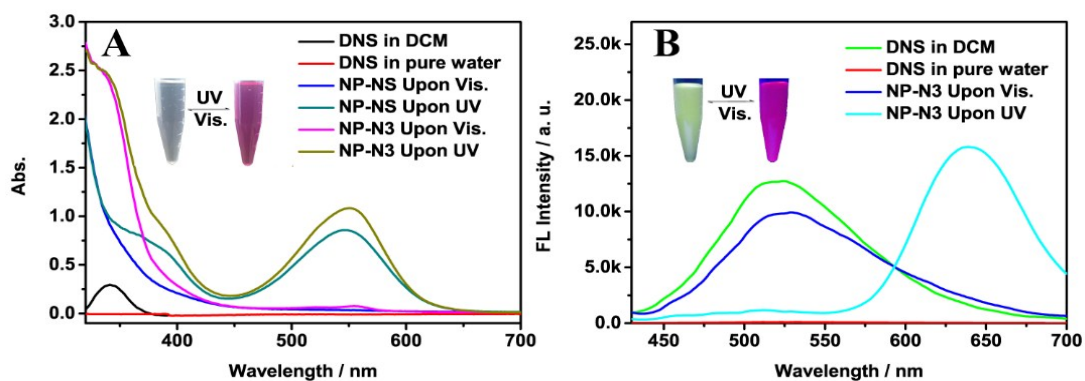 A
DNS in DCM
DNS in pure water
NP-NS Upon Vis.
NP-NS Upon UV
NP-N3 Upon Vis.
NP-N3 Upon UV
UV
Vis.
3.0
2.5
2.0
1.5
1.0
0.5
0.0
Abs.
400 500 600 700
Wavelength / nm
B
DNS in DCM
DNS in pure water
NP-N3 Upon Vis.
NP-N3 Upon UV
UV
Vis.
25.0k
20.0k
15.0k
10.0k
5.0k
0.0
FL Intensity / a. u.
450 500 550 600 650 700
Wavelength / nm